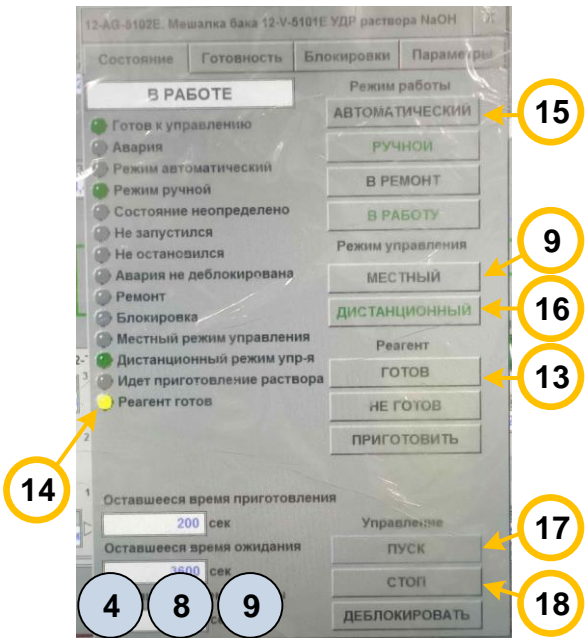 12-AG-5102E. Мешалка бака 12-V-5101E УДР раствора NaOH
Состояние Готовность Блокировки Параметры
В РАБОТЕ
Готов к управлению
Авария
Режим автоматический
Режим ручной
Состояние неопределено
Не запустился
Не остановился
Авария не деблокирована
Ремонт
Блокировка
Местный режим управления
Дистанционный режим упр-я
Идет приготовление раствора
Реагент готов
14
Оставшееся время приготовления
200 сек
Оставшееся время ожидания
3600 сек
4 8 9
Режим работы
АВТОМАТИЧЕСКИЙ
15
РУЧНОЙ
В РЕМОНТ
В РАБОТУ
Режим управления
МЕСТНЫЙ
9
ДИСТАНЦИОННЫЙ
16
Реагент
ГОТОВ
13
НЕ ГОТОВ
ПРИГОТОВИТЬ
Управление
ПУСК
17
СТОП
18
ДЕБЛОКИРОВАТЬ